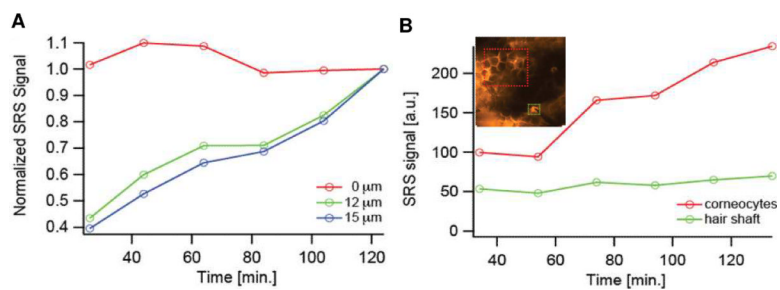 A
Normalized SRS Signal
1.1
1.0
0.9
0.8
0.7
0.6
0.5
0.4
0 µm
12 µm
15 µm
40
60
80
100
120
Time [min.]
B
SRS signal [a.u.]
200
150
100
50
0
corneocytes
hair shaft
40
60
80
100
120
Time [min.]